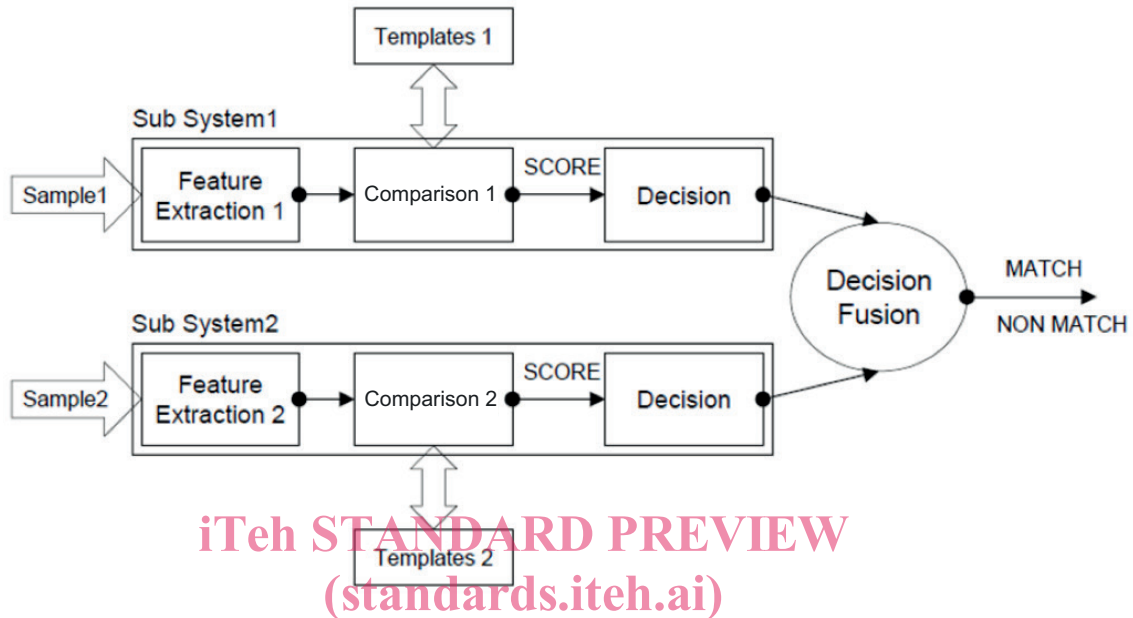 Templates 1
Sub System1
Sample1
Feature
Extraction 1
Comparison 1
SCORE
Decision
Decision
Fusion
MATCH
NON MATCH
Sub System2
Sample2
Feature
Extraction 2
Comparison 2
SCORE
Decision
iTeh STANDARD PREVIEW
Templates 2
(standards.iteh.ai)